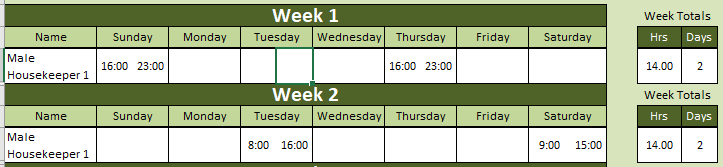 Week 1
Week Totals
Name Sunday Monday Tuesday Wednesday Thursday Friday Saturday Hrs Days
Male
Housekeeper 1 16:00 23:00 16:00 23:00 14.00 2
Week 2
Week Totals
Name Sunday Monday Tuesday Wednesday Thursday Friday Saturday Hrs Days
Male
Housekeeper 1 8:00 16:00 9:00 15:00 14.00 2